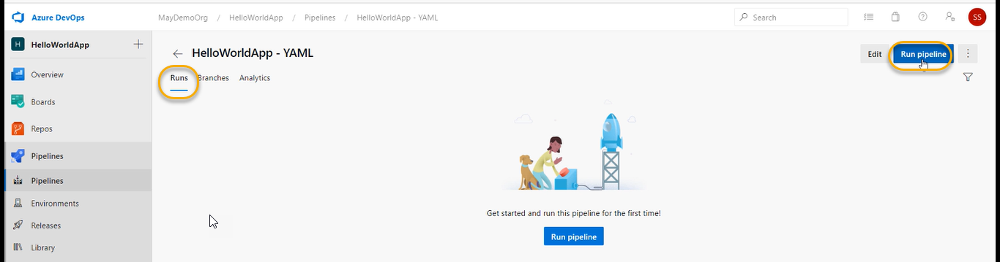 Azure DevOps
MayDemoOrg / HelloWorldApp / Pipelines / HelloWorldApp - YAML
Search
SS
H HelloWorldApp
HelloWorldApp - YAML
Edit
Run pipeline
Runs Branches Analytics
Overview
Boards
Repos
Pipelines
Pipelines
Environments
Releases
Library
Get started and run this pipeline for the first time!
Run pipeline